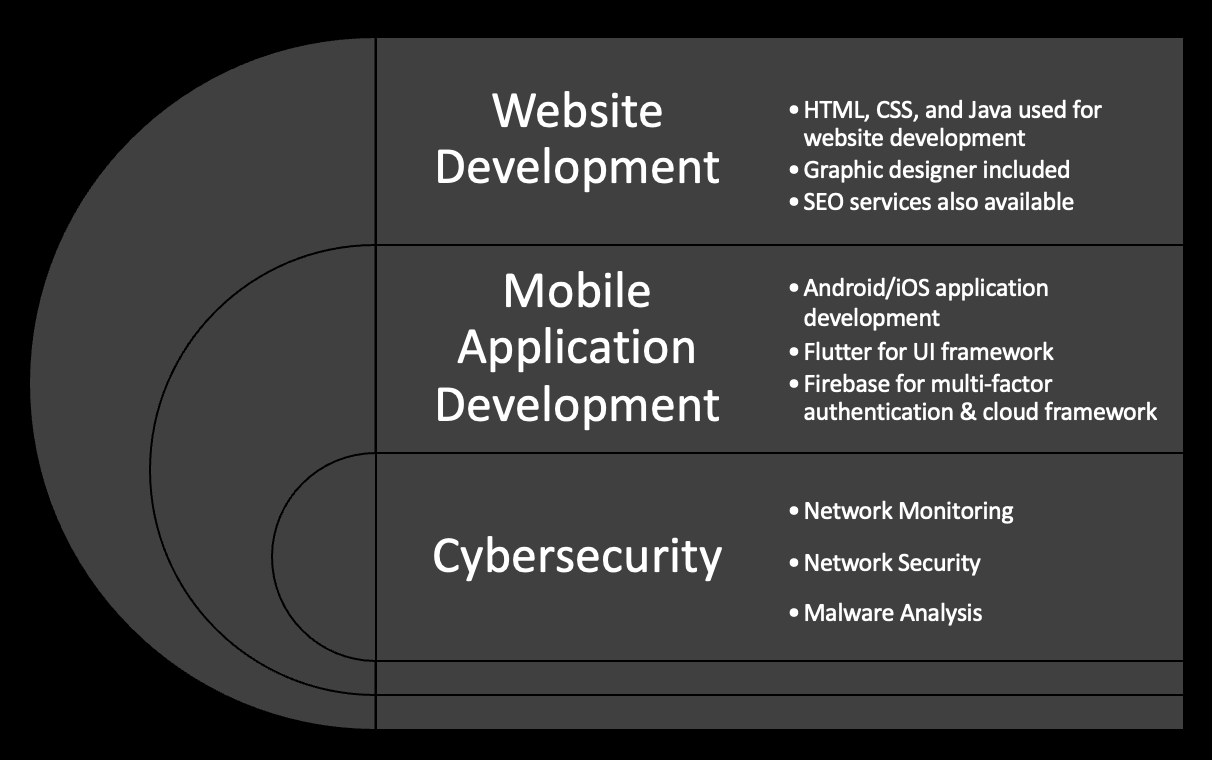 Website
Development
• HTML, CSS, and Java used for
website development
• Graphic designer included
• SEO services also available
Mobile
Application
Development
• Android/iOS application
development
• Flutter for UI framework
• Firebase for multi-factor
authentication & cloud framework
Cybersecurity
• Network Monitoring
• Network Security
• Malware Analysis